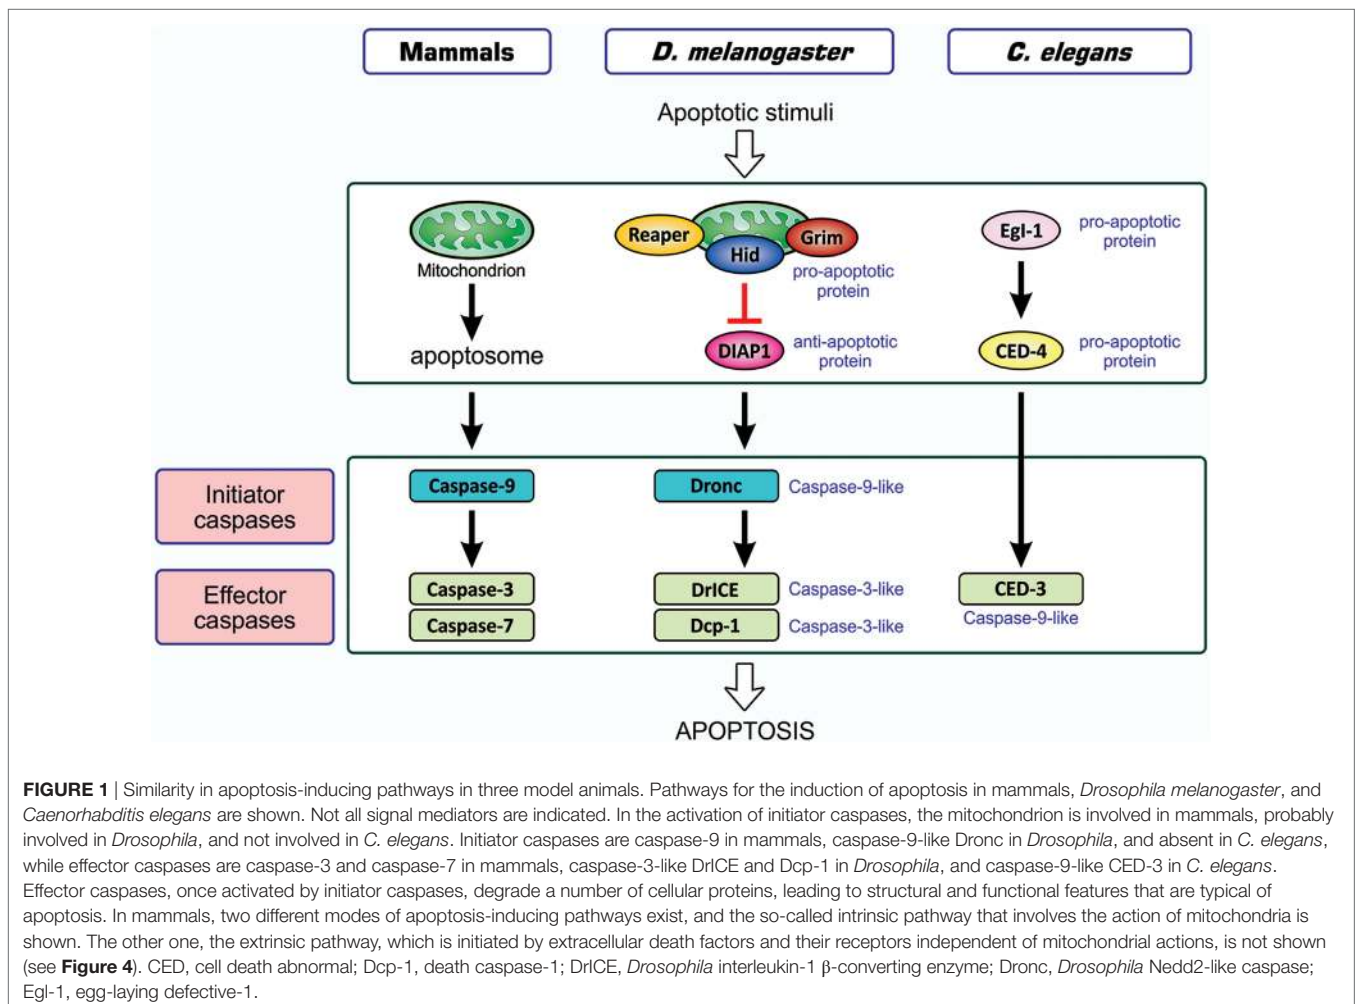 Mammals
D. melanogaster
C. elegans
Apoptotic stimuli
Mitochondrion
apoptosome
Reaper
Hid
Grim
pro-apoptotic
protein
DIAP1
anti-apoptotic
protein
Egl-1
pro-apoptotic
protein
CED-4
pro-apoptotic
protein
Initiator
caspases
Caspase-9
Dronc
Caspase-9-like
Effector
caspases
Caspase-3
Caspase-7
DrICE
Caspase-3-like
Dcp-1
Caspase-3-like
CED-3
Caspase-9-like
APOPTOSIS
FIGURE 1 | Similarity in apoptosis-inducing pathways in three model animals. Pathways for the induction of apoptosis in mammals, Drosophila melanogaster, and
Caenorhabditis elegans are shown. Not all signal mediators are indicated. In the activation of initiator caspases, the mitochondrion is involved in mammals, probably
involved in Drosophila, and not involved in C. elegans. Initiator caspases are caspase-9 in mammals, caspase-9-like Dronc in Drosophila, and absent in C. elegans,
while effector caspases are caspase-3 and caspase-7 in mammals, caspase-3-like DrICE and Dcp-1 in Drosophila, and caspase-9-like CED-3 in C. elegans.
Effector caspases, once activated by initiator caspases, degrade a number of cellular proteins, leading to structural and functional features that are typical of
apoptosis. In mammals, two different modes of apoptosis-inducing pathways exist, and the so-called intrinsic pathway that involves the action of mitochondria is
shown. The other one, the extrinsic pathway, which is initiated by extracellular death factors and their receptors independent of mitochondrial actions, is not shown
(see Figure 4). CED, cell death abnormal; Dcp-1, death caspase-1; DrICE, Drosophila interleukin-1 β-converting enzyme; Dronc, Drosophila Nedd2-like caspase;
Egl-1, egg-laying defective-1.